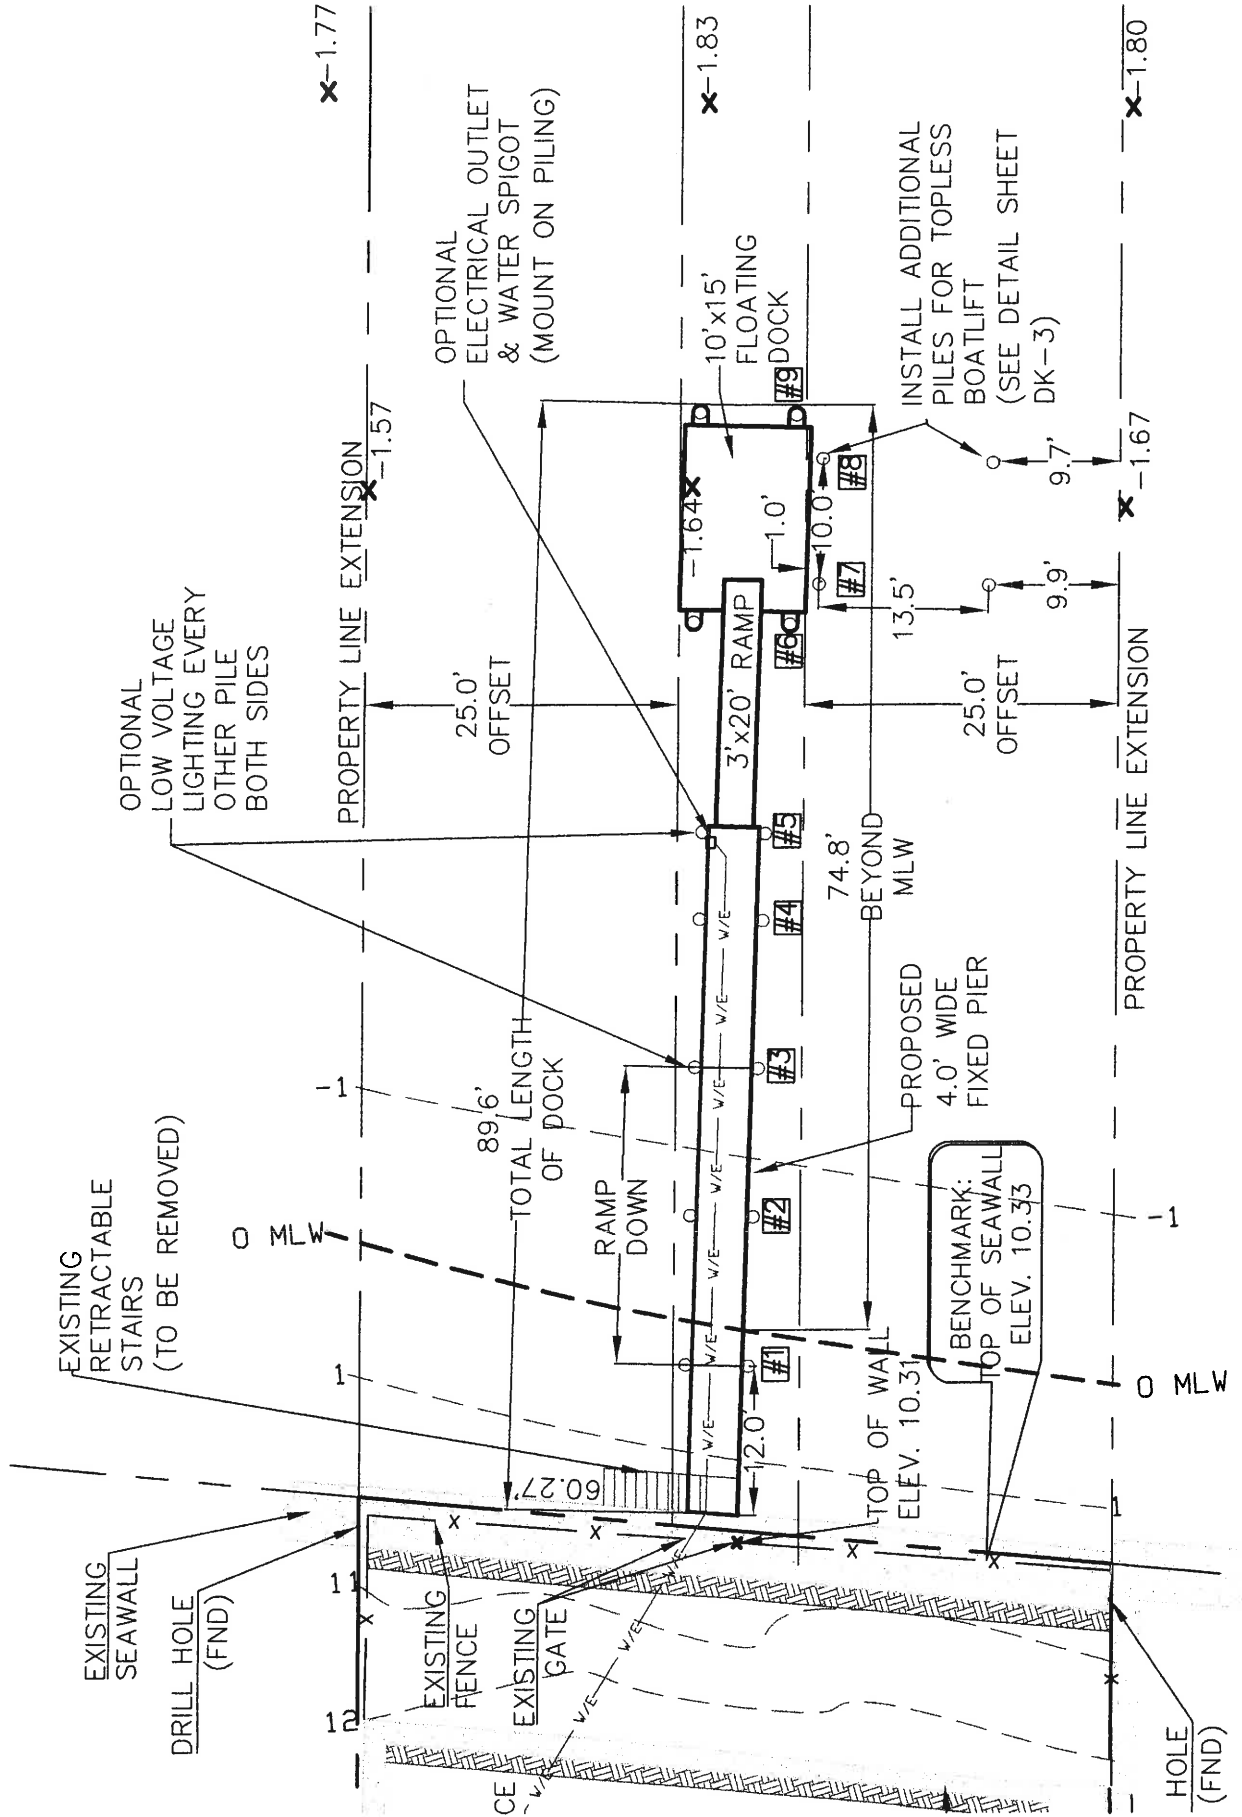 EXISTING
SEAWALL
DRILL HOLE
(FND)
EXISTING
RETRACTABLE
STAIRS
(TO BE REMOVED)
OPTIONAL
LOW VOLTAGE
LIGHTING EVERY
OTHER PILE
BOTH SIDES
-1.77
0 MLW
11
12
1
-1
PROPERTY LINE EXTENSION
-1.57
EXISTING
FENCE
EXISTING
GATE
CE
X
X
X
X
X
X
X
W/E
W/E
W/E
W/E
60.27'
89.6'
TOTAL LENGTH
OF DOCK
25.0'
OFFSET
OPTIONAL
ELECTRICAL OUTLET
& WATER SPIGOT
(MOUNT ON PILING)
RAMP
DOWN
W/E
W/E
W/E
W/E
W/E
W/E
W/E
-1.64
-1.83
3'x20' RAMP
10'x15'
FLOATING
DOCK
12.0'
#1
#2
#3
#4
#5
#6
#7
#8
#9
1.0'
10.0'
74.8'
BEYOND
MLW
13.5'
TOP OF WALL
ELEV. 10.31
PROPOSED
4.0' WIDE
FIXED PIER
BENCHMARK:
TOP OF SEAWALL
ELEV. 10.33
INSTALL ADDITIONAL
PILES FOR TOPLESS
BOATLIFT
(SEE DETAIL SHEET
DK-3)
25.0'
OFFSET
9.9'
9.7'
PROPERTY LINE EXTENSION
-1.67
-1.80
1
-1
0 MLW
HOLE
(FND)